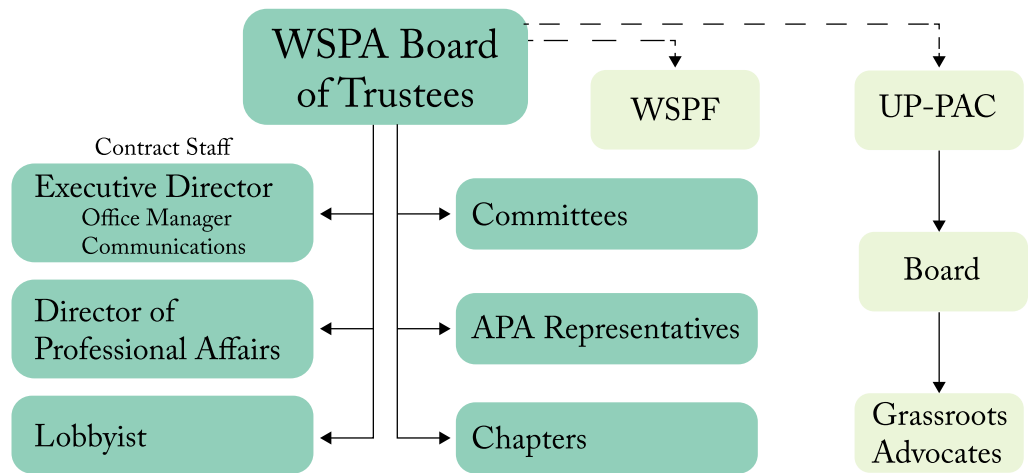 WSPA Board
of Trustees
WSPF
UP-PAC
Contract Staff
Executive Director
Office Manager
Communications
Committees
Board
Director of
Professional Affairs
APA Representatives
Lobbyist
Chapters
Grassroots
Advocates